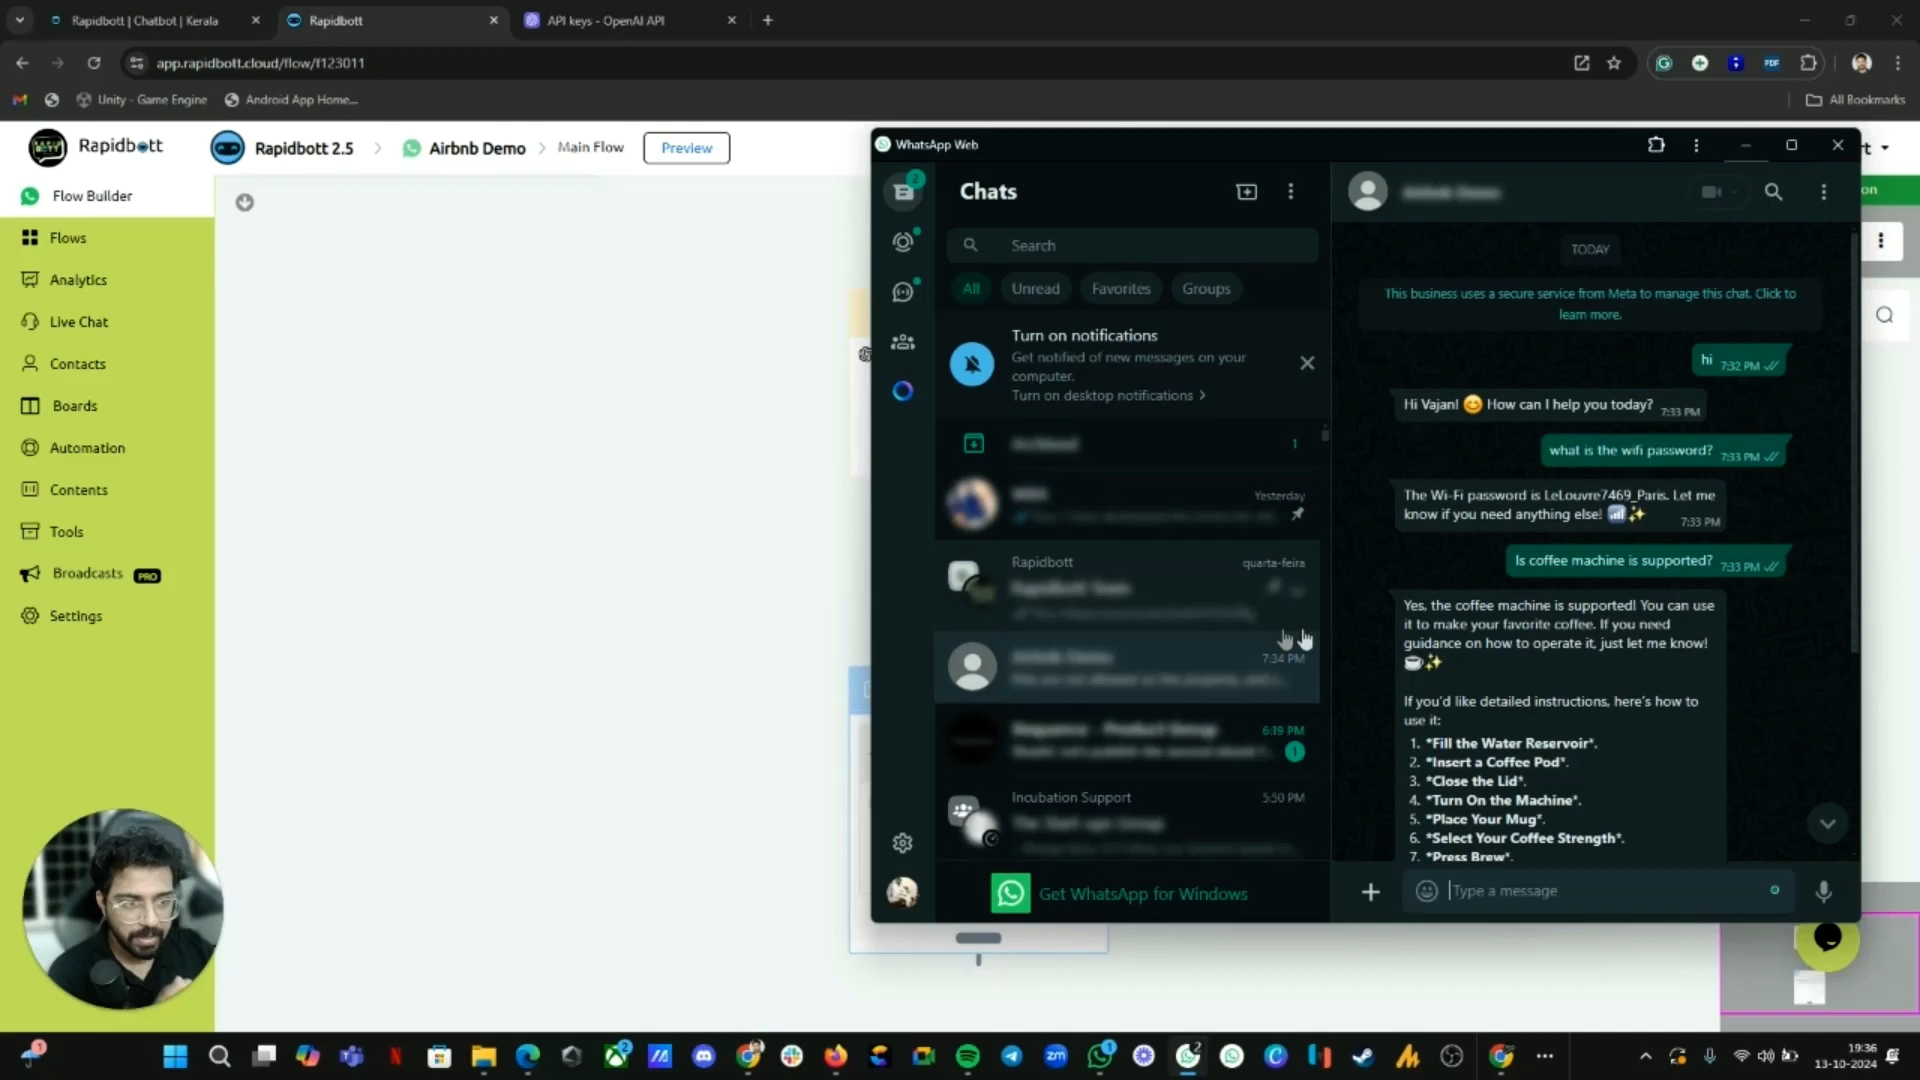 Rapidbott | Chatbot | Kerala
Rapidbott
API keys - OpenAI API
app.rapidbott.cloud/flow/f123011
Unity - Game Engine
Android App Home...
All Bookmarks
Rapidbott
Rapidbott 2.5
Airbnb Demo
Main Flow
Preview
Flow Builder
Flows
Analytics
Live Chat
Contacts
Boards
Automation
Contents
Tools
Broadcasts PRO
Settings
WhatsApp Web
2
Chats
Search
All
Unread
Favorites
Groups
Turn on notifications
Get notified of new messages on your
computer.
Turn on desktop notifications >
1
Yesterday
Rapidbott
quarta-feira
7:34 PM
6:19 PM
1
Incubation Support
5:50 PM
Get WhatsApp for Windows
TODAY
This business uses a secure service from Meta to manage this chat. Click to
learn more.
hi 7:32 PM
Hi Vajan! 😊 How can I help you today? 7:33 PM
what is the wifi password? 7:33 PM
The Wi-Fi password is LeLouvre7469_Paris. Let me
know if you need anything else! 📶✨ 7:33 PM
Is coffee machine is supported? 7:33 PM
Yes, the coffee machine is supported! You can use
it to make your favorite coffee. If you need
guidance on how to operate it, just let me know!
☕✨
If you'd like detailed instructions, here's how to
use it:
1. *Fill the Water Reservoir*.
2. *Insert a Coffee Pod*.
3. *Close the Lid*.
4. *Turn On the Machine*.
5. *Place Your Mug*.
6. *Select Your Coffee Strength*.
7. *Press Brew*.
Type a message
19:36
13-10-2024